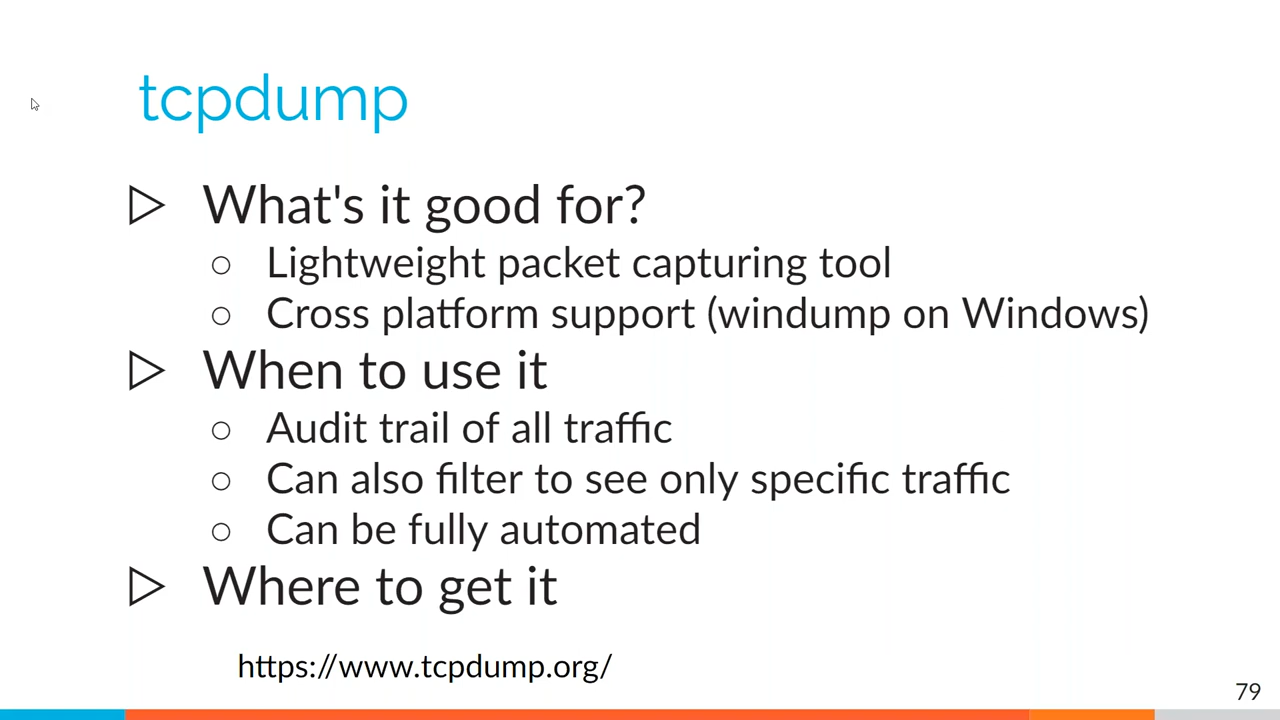 tcpdump
What's it good for?
Lightweight packet capturing tool
Cross platform support (windump on Windows)
When to use it
Audit trail of all traffic
Can also filter to see only specific traffic
Can be fully automated
Where to get it
https://www.tcpdump.org/
79